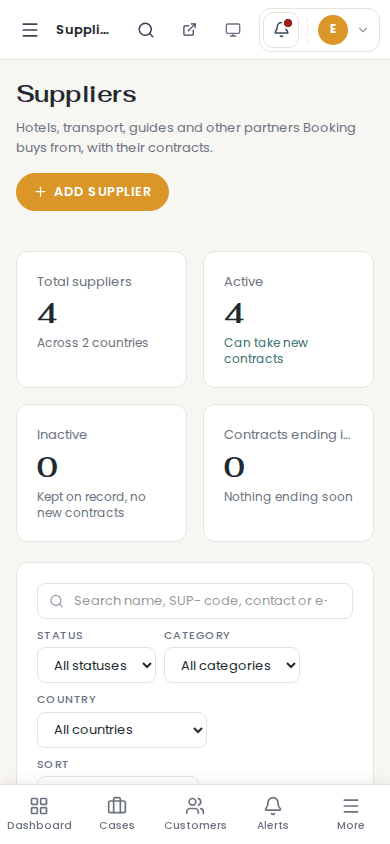 Suppli...
E
Suppliers
Hotels, transport, guides and other partners Booking
buys from, with their contracts.
+ ADD SUPPLIER
Total suppliers
4
Across 2 countries
Active
4
Can take new
contracts
Inactive
0
Kept on record, no
new contracts
Contracts ending i...
0
Nothing ending soon
Search name, SUP- code, contact or e-
STATUS
CATEGORY
All statuses
All categories
COUNTRY
All countries
SORT
Dashboard
Cases
Customers
Alerts
More